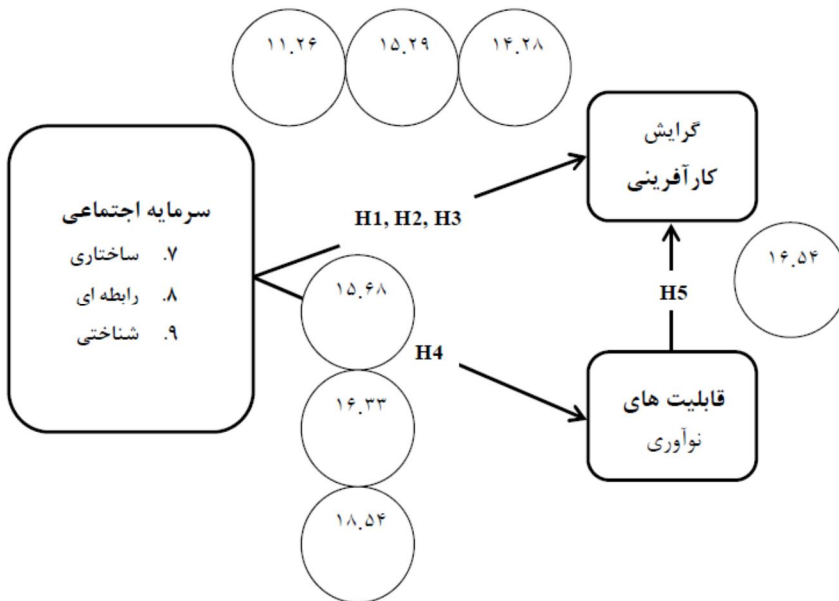 ۱۱.۲۶
۱۵.۲۹
۱۴.۲۸
گرایش
کارآفرینی
H1, H2, H3
سرمایه اجتماعی
۷. ساختاری
۸. رابطه ای
۹. شناختی
۱۶.۵۴
H5
۱۵.۶۸
H4
قابلیت های
نوآوری
۱۶.۳۳
۱۸.۵۴